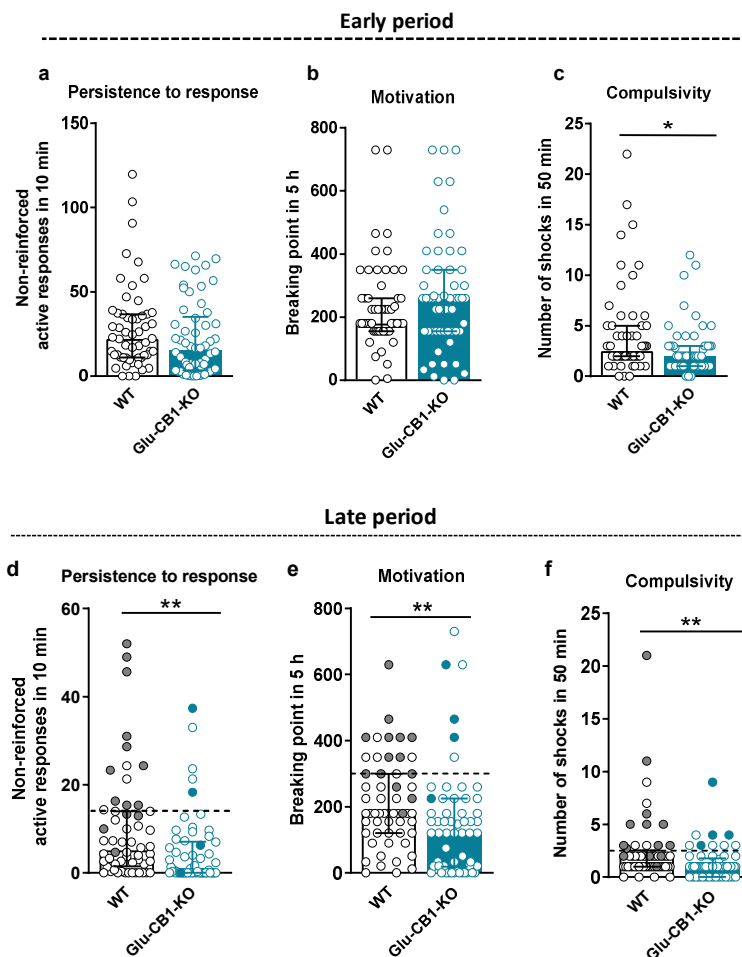 Early period
a
Persistence to response
Non-reinforced
active responses in 10 min
150
100
50
0
WT
Glu-CB1-KO
b
Motivation
Breaking point in 5 h
800
600
400
200
0
WT
Glu-CB1-KO
c
Compulsivity
Number of shocks in 50 min
25
20
15
10
5
0
*
WT
Glu-CB1-KO
Late period
d
Persistence to response
Non-reinforced
active responses in 10 min
60
40
20
0
**
WT
Glu-CB1-KO
e
Motivation
Breaking point in 5 h
800
600
400
200
0
**
WT
Glu-CB1-KO
f
Compulsivity
Number of shocks in 50 min
25
20
15
10
5
0
**
WT
Glu-CB1-KO